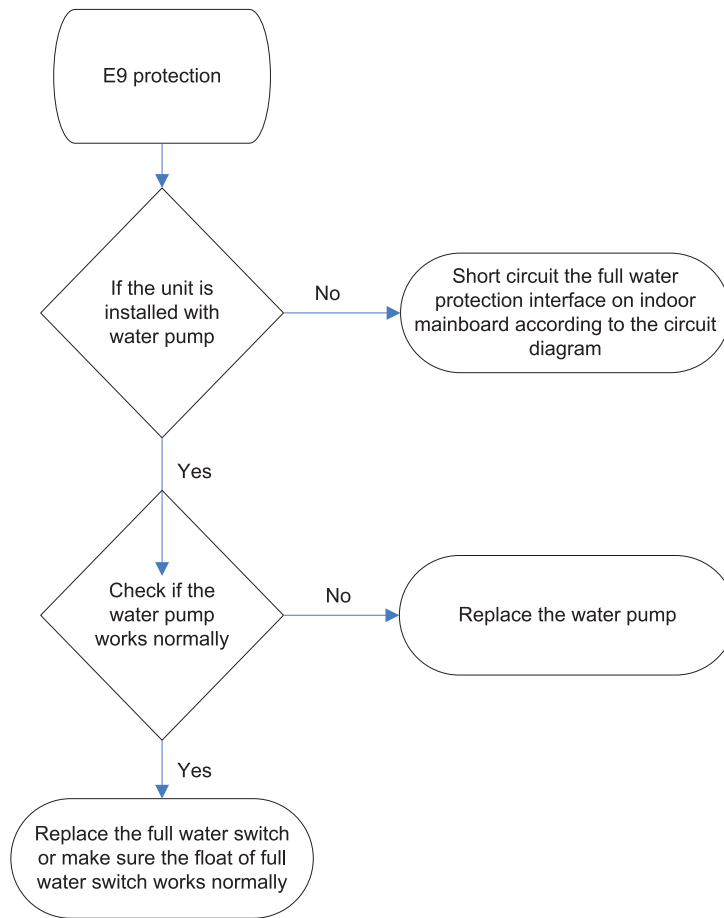 E9 protection
If the unit is
installed with
water pump
No
Short circuit the full water
protection interface on indoor
mainboard according to the circuit
diagram
Yes
Check if the
water pump
works normally
No
Replace the water pump
Yes
Replace the full water switch
or make sure the float of full
water switch works normally